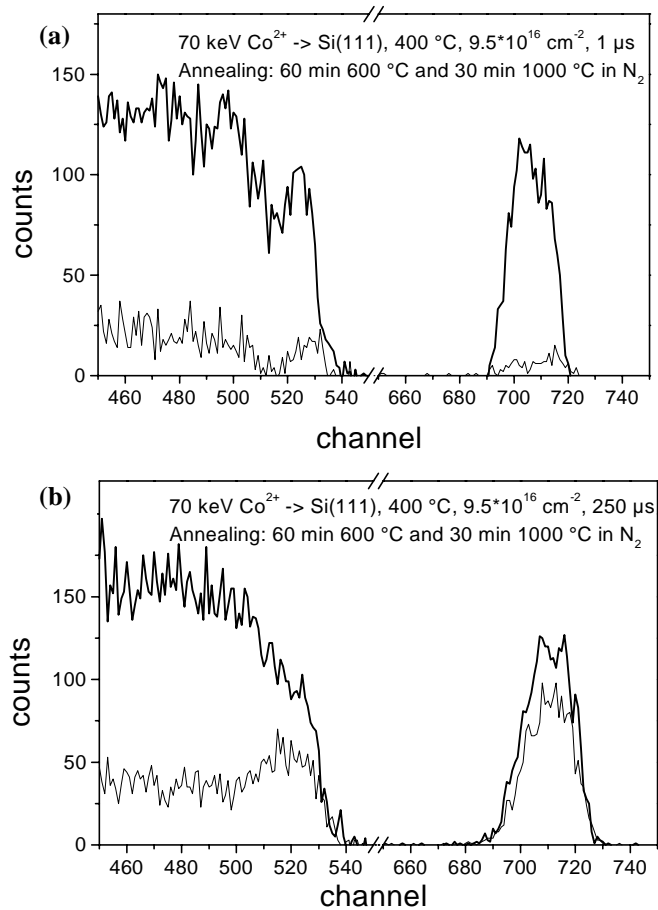 (a)
70 keV Co²⁺ -> Si(111), 400 °C, 9.5*10¹⁶ cm⁻², 1 µs
Annealing: 60 min 600 °C and 30 min 1000 °C in N₂
150
100
50
0
counts
460 480 500 520 540 660 680 700 720 740
channel
(b)
70 keV Co²⁺ -> Si(111), 400 °C, 9.5*10¹⁶ cm⁻², 250 µs
Annealing: 60 min 600 °C and 30 min 1000 °C in N₂
200
150
100
50
0
counts
460 480 500 520 540 660 680 700 720 740
channel